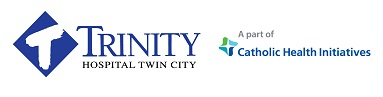 TRINITY
HOSPITAL TWIN CITY
A part of
Catholic Health Initiatives